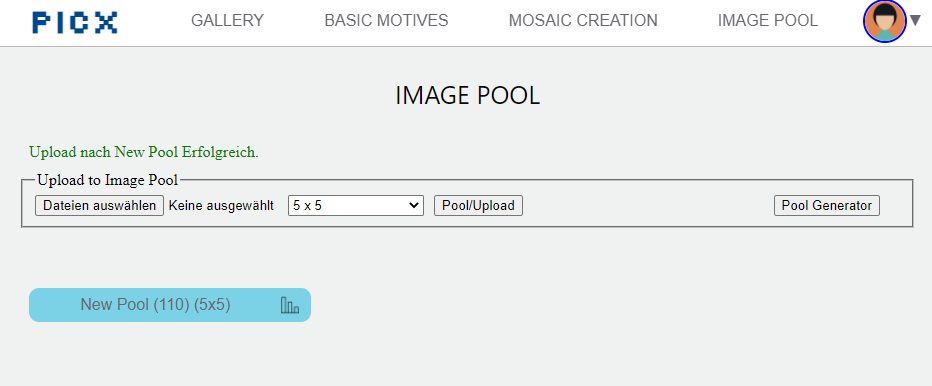 PICX GALLERY BASIC MOTIVES MOSAIC CREATION IMAGE POOL ▼
IMAGE POOL
Upload nach New Pool Erfolgreich.
Upload to Image Pool
Dateien auswählen Keine ausgewählt 5 x 5 Pool/Upload Pool Generator
New Pool (110) (5x5)